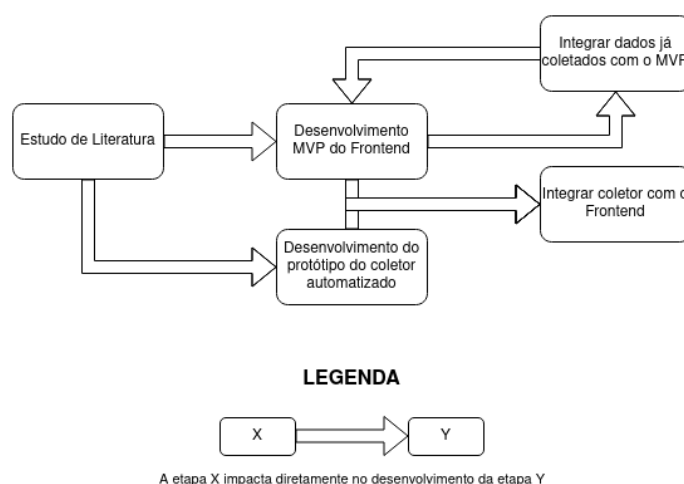 Integrar dados já
coletados com o MVP
Estudo de Literatura
Desenvolvimento
MVP do Frontend
Integrar coletor com o
Frontend
Desenvolvimento do
protótipo do coletor
automatizado
LEGENDA
X
Y
A etapa X impacta diretamente no desenvolvimento da etapa Y